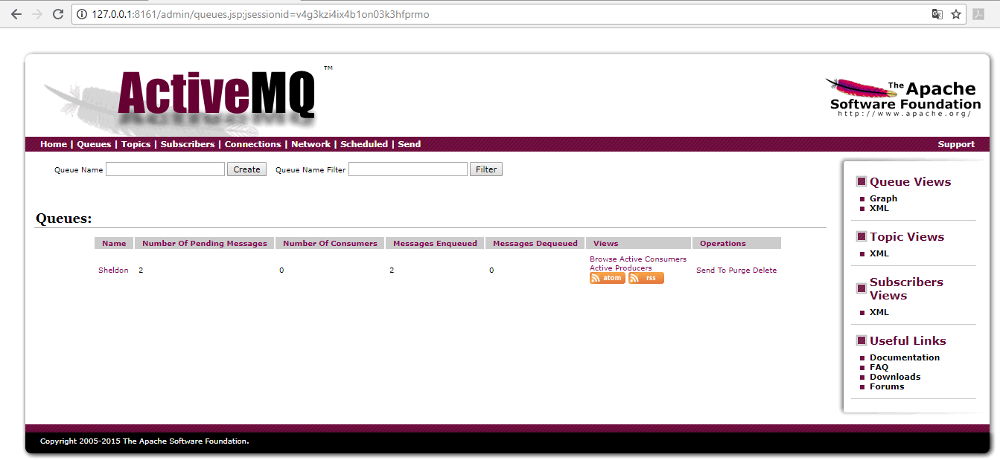 127.0.0.1:8161/admin/queues.jsp;jsessionid=v4g3kzi4ix4b1on03k3hfprmo
ActiveMQ ™
The Apache
Software Foundation
http://www.apache.org/
Home | Queues | Topics | Subscribers | Connections | Network | Scheduled | Send
Support
Queue Name Create Queue Name Filter Filter
Queues:
Name Number Of Pending Messages Number Of Consumers Messages Enqueued Messages Dequeued Views Operations
Sheldon 2 0 2 0 Browse Active Consumers
Active Producers
atom rss
Send To Purge Delete
Queue Views
Graph
XML
Topic Views
XML
Subscribers
Views
XML
Useful Links
Documentation
FAQ
Downloads
Forums
Copyright 2005-2015 The Apache Software Foundation.